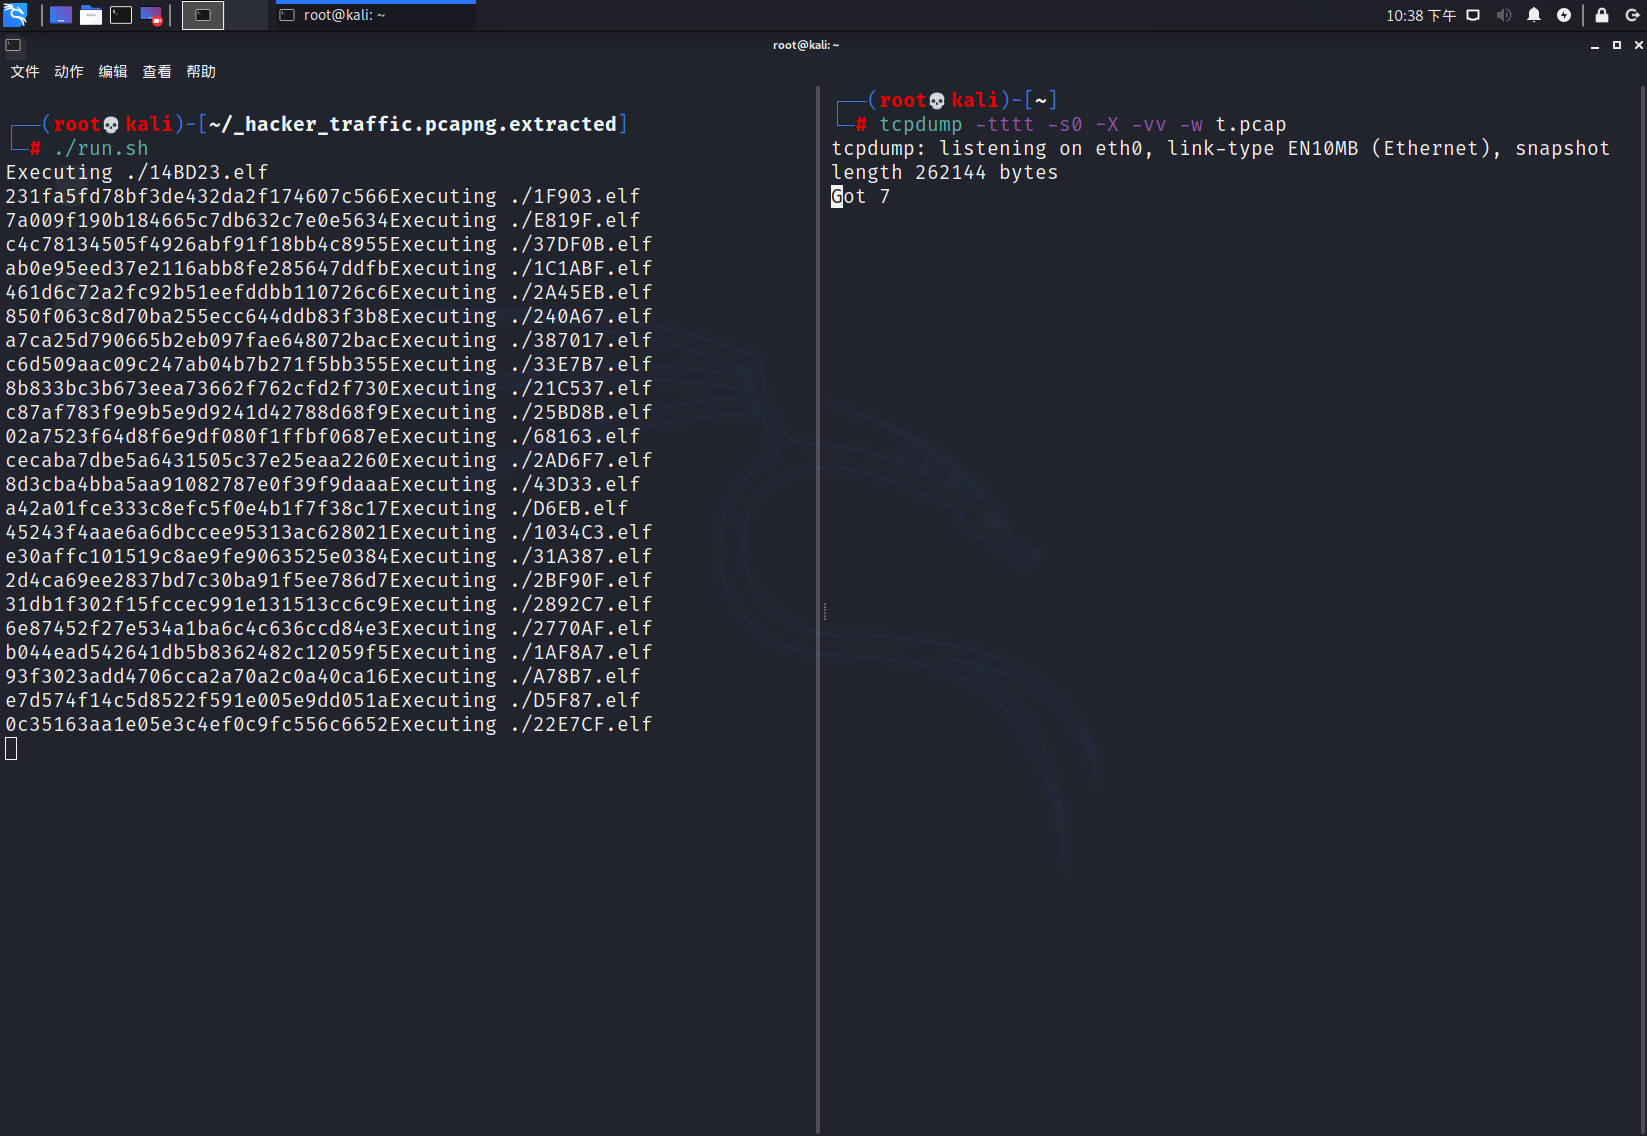 root@kali: ~
10:38 下午
root@kali: ~
文件 动作 编辑 查看 帮助
(root💀kali)-[~/_hacker_traffic.pcapng.extracted]
# ./run.sh
Executing ./14BD23.elf
231fa5fd78bf3de432da2f174607c566Executing ./1F903.elf
7a009f190b184665c7db632c7e0e5634Executing ./E819F.elf
c4c78134505f4926abf91f18bb4c8955Executing ./37DF0B.elf
ab0e95eed37e2116abb8fe285647ddfbExecuting ./1C1ABF.elf
461d6c72a2fc92b51eefddbb110726c6Executing ./2A45EB.elf
850f063c8d70ba255ecc644ddb83f3b8Executing ./240A67.elf
a7ca25d790665b2eb097fae648072bacExecuting ./387017.elf
c6d509aac09c247ab04b7b271f5bb355Executing ./33E7B7.elf
8b833bc3b673eea73662f762cfd2f730Executing ./21C537.elf
c87af783f9e9b5e9d9241d42788d68f9Executing ./25BD8B.elf
02a7523f64d8f6e9df080f1ffbf0687eExecuting ./68163.elf
cecaba7dbe5a6431505c37e25eaa2260Executing ./2AD6F7.elf
8d3cba4bba5aa91082787e0f39f9daaaExecuting ./43D33.elf
a42a01fce333c8efc5f0e4b1f7f38c17Executing ./D6EB.elf
45243f4aae6a6dbccee95313ac628021Executing ./1034C3.elf
e30affc101519c8ae9fe9063525e0384Executing ./31A387.elf
2d4ca69ee2837bd7c30ba91f5ee786d7Executing ./2BF90F.elf
31db1f302f15fccec991e131513cc6c9Executing ./2892C7.elf
6e87452f27e534a1ba6c4c636ccd84e3Executing ./2770AF.elf
b044ead542641db5b8362482c12059f5Executing ./1AF8A7.elf
93f3023add4706cca2a70a2c0a40ca16Executing ./A78B7.elf
e7d574f14c5d8522f591e005e9dd051aExecuting ./D5F87.elf
0c35163aa1e05e3c4ef0c9fc556c6652Executing ./22E7CF.elf
(root💀kali)-[~]
# tcpdump -tttt -s0 -X -vv -w t.pcap
tcpdump: listening on eth0, link-type EN10MB (Ethernet), snapshot
length 262144 bytes
Got 7